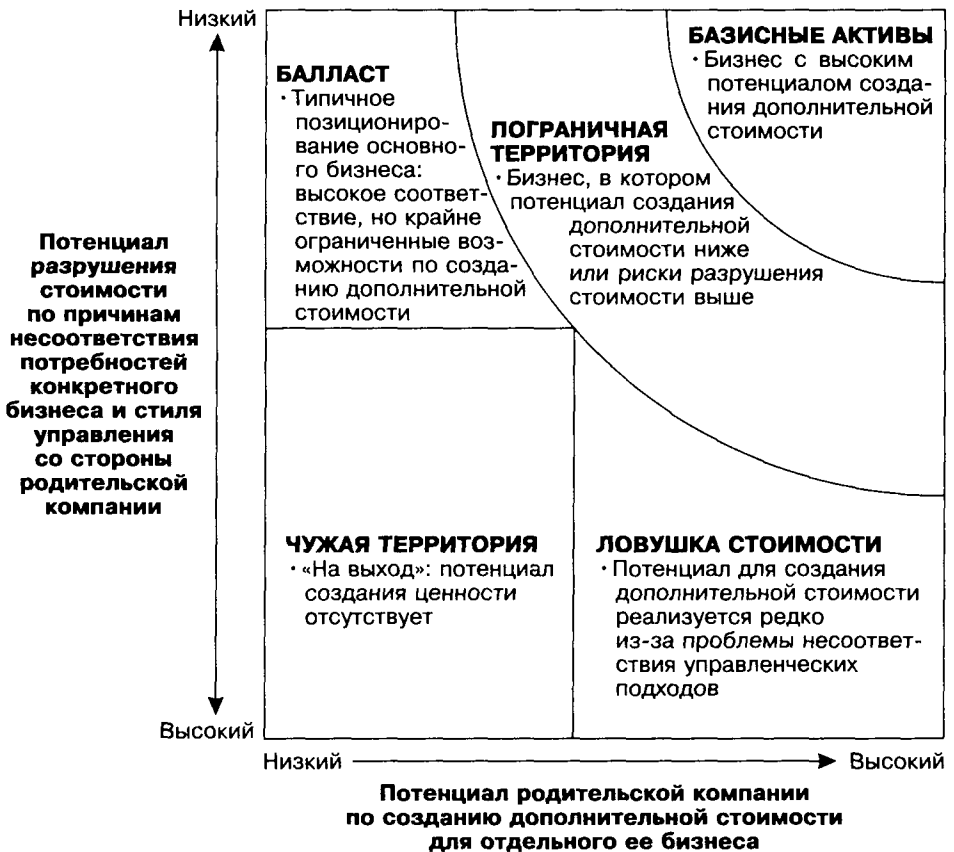 Низкий
БАЗИСНЫЕ АКТИВЫ
· Бизнес с высоким
потенциалом созда-
ния дополнительной
стоимости
БАЛЛАСТ
· Типичное
позициониро-
вание основно-
го бизнеса:
высокое соответ-
ствие, но крайне
ограниченные воз-
можности по созда-
нию дополнительной
стоимости
ПОГРАНИЧНАЯ
ТЕРРИТОРИЯ
· Бизнес, в котором
потенциал создания
дополнительной
стоимости ниже
или риски разрушения
стоимости выше
Потенциал
разрушения
стоимости
по причинам
несоответствия
потребностей
конкретного
бизнеса и стиля
управления
со стороны
родительской
компании
ЧУЖАЯ ТЕРРИТОРИЯ
· «На выход»: потенциал
создания ценности
отсутствует
ЛОВУШКА СТОИМОСТИ
· Потенциал для создания
дополнительной стоимости
реализуется редко
из-за проблемы несоответ-
ствия управленческих
подходов
Высокий
Низкий
Высокий
Потенциал родительской компании
по созданию дополнительной стоимости
для отдельного ее бизнеса